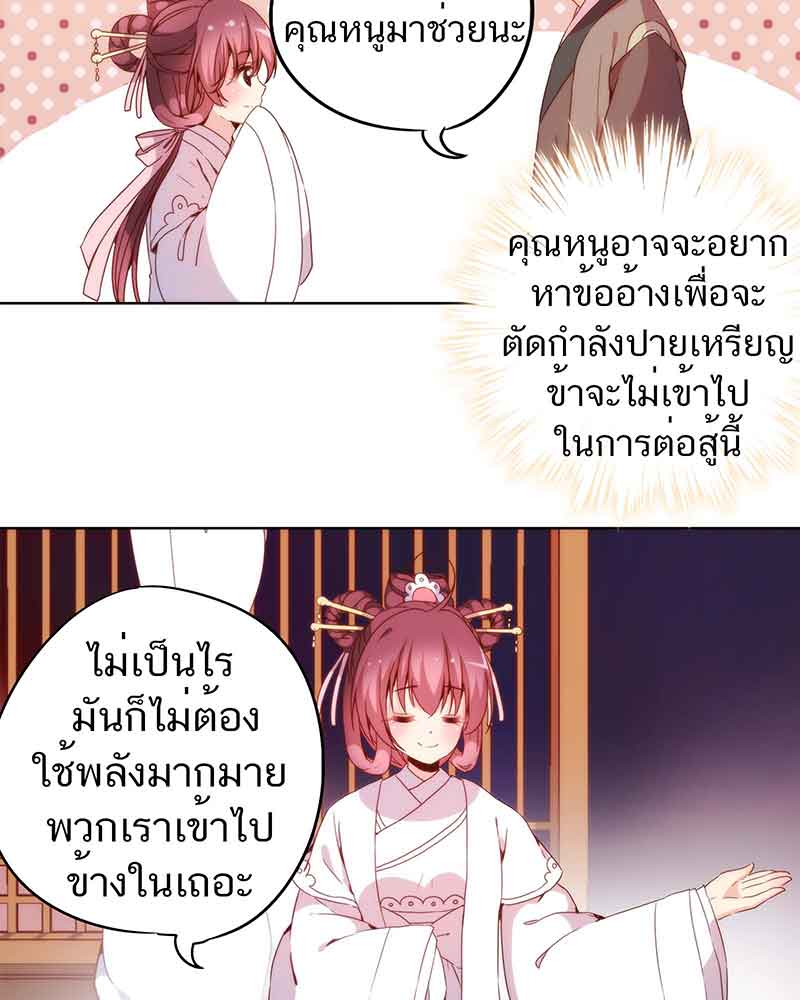 คุณหนูมาช่วยนะ
คุณหนูอาจจะอยาก
หาข้ออ้างเพื่อจะ
ตัดกำลังปายเหรียญ
ข้าจะไม่เข้าไป
ในการต่อสู้นี้
ไม่เป็นไร
มันก็ไม่ต้อง
ใช้พลังมากมาย
พวกเราเข้าไป
ข้างในเถอะ